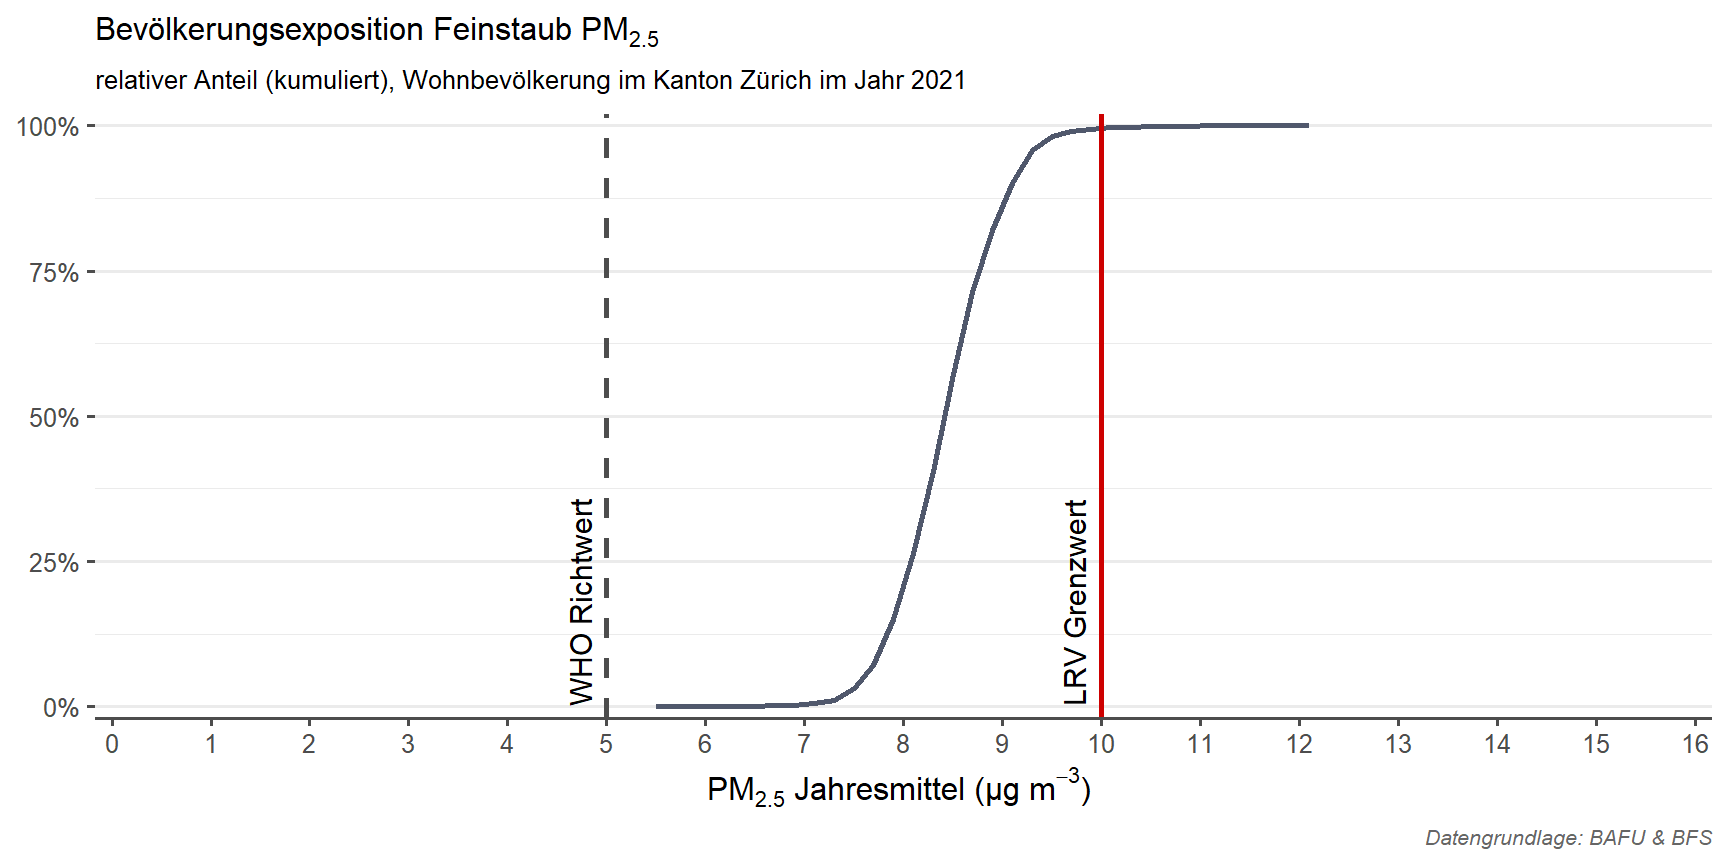 Bevölkerungsexposition Feinstaub PM₂.₅
relativer Anteil (kumuliert), Wohnbevölkerung im Kanton Zürich im Jahr 2021
100%
75%
50%
25%
0%
WHO Richtwert
LRV Grenzwert
0 1 2 3 4 5 6 7 8 9 10 11 12 13 14 15 16
PM₂.₅ Jahresmittel (µg m⁻³)
Datengrundlage: BAFU & BFS